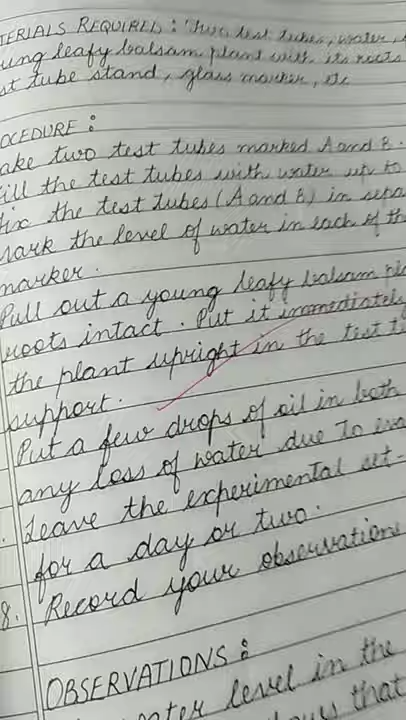 TERIALS REQUIRED : Two test tubes, water,
ung leafy balsam plant with its roots
st tube stand, glass marker, etc
OCEDURE :
ake two test tubes marked A and B.
ill the test tubes with water up to
ix the test tubes (A and B) in sepa
Mark the level of water in each of the
marker.
Pull out a young leafy balsam pl
roots intact. Put it immediately
the plant upright in the test t
support.
Put a few drops of oil in both
any loss of water due to eva
Leave the experimental set-
for a day or two.
8. Record your observations
OBSERVATIONS :
ater level in the
that